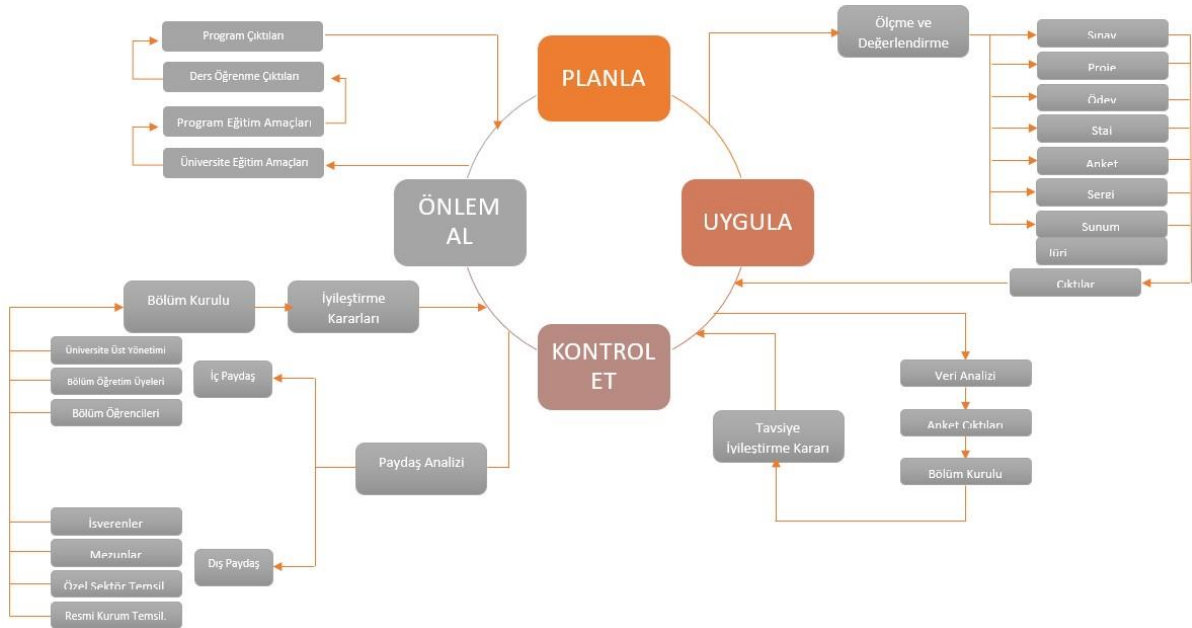 Program Çıktıları
Ders Öğrenme Çıktıları
Program Eğitim Amaçları
Üniversite Eğitim Amaçları
PLANLA
Ölçme ve
Değerlendirme
Sınav
Proje
Ödev
Staj
Anket
Sergi
Sunum
Jüri
Çıktılar
ÖNLEM
AL
UYGULA
KONTROL
ET
Bölüm Kurulu
İyileştirme
Kararları
Üniversite Üst Yönetimi
Bölüm Öğretim Üyeleri
Bölüm Öğrencileri
İç Paydaş
Paydaş Analizi
İşverenler
Mezunlar
Özel Sektör Temsil.
Resmi Kurum Temsil.
Dış Paydaş
Tavsiye
İyileştirme Kararı
Veri Analizi
Anket Çıktıları
Bölüm Kurulu